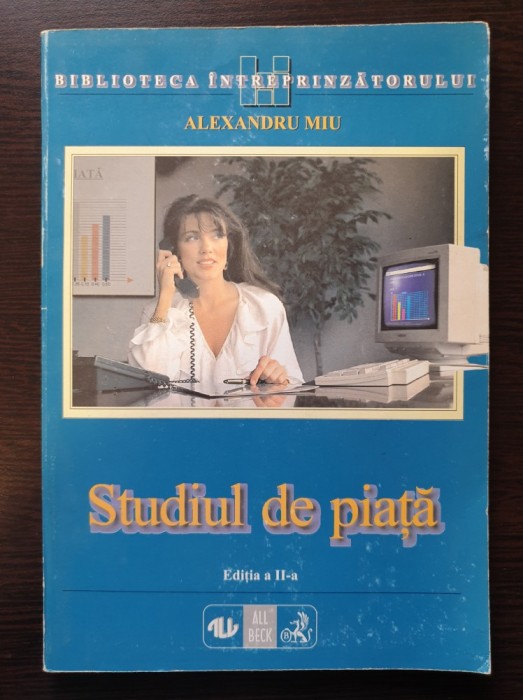 BIBLIOTECA ÎNTREPRINZĂTORULUI
ALEXANDRU MIU
IAȚĂ
Studiul de piață
Ediția a II-a
ALL
BECK
B S